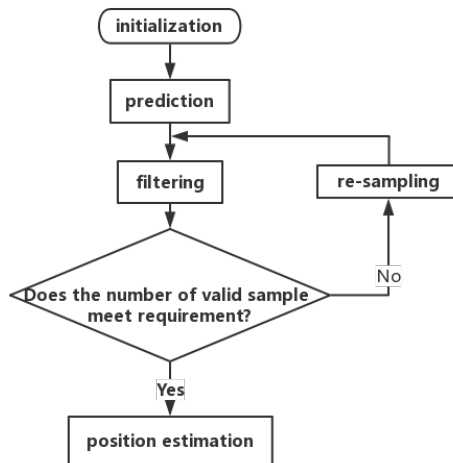 initialization
prediction
filtering
re-sampling
Does the number of valid sample
meet requirement?
No
Yes
position estimation